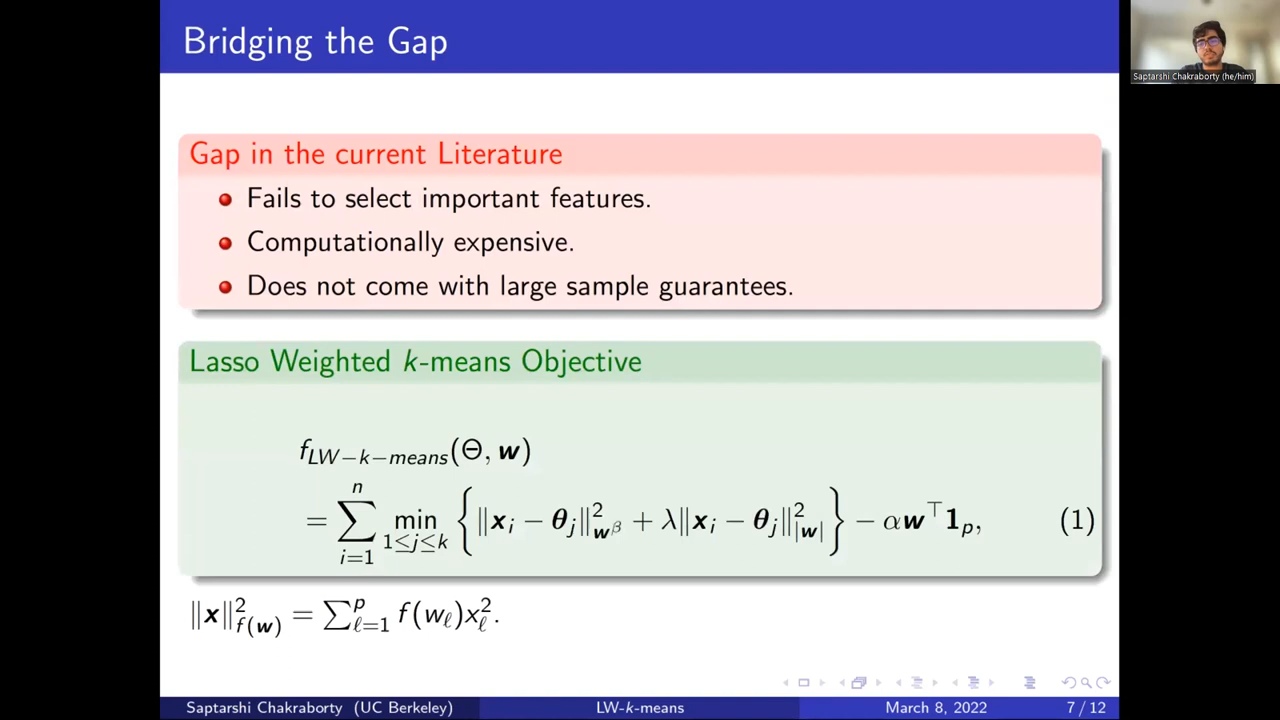 Bridging the Gap
Saptarshi Chakraborty (he/him)
Gap in the current Literature
Fails to select important features.
Computationally expensive.
Does not come with large sample guarantees.
Lasso Weighted k-means Objective
f_{LW−k−means}(Θ, w)
= ∑_{i=1}^{n} min_{1≤j≤k} { ‖x_i − θ_j‖²_{w^β} + λ‖x_i − θ_j‖²_{|w|} } − αw^⊤1_p, (1)
‖x‖²_{f(w)} = ∑_{ℓ=1}^{p} f(w_ℓ)x_ℓ².
Saptarshi Chakraborty (UC Berkeley) LW-k-means March 8, 2022 7 / 12